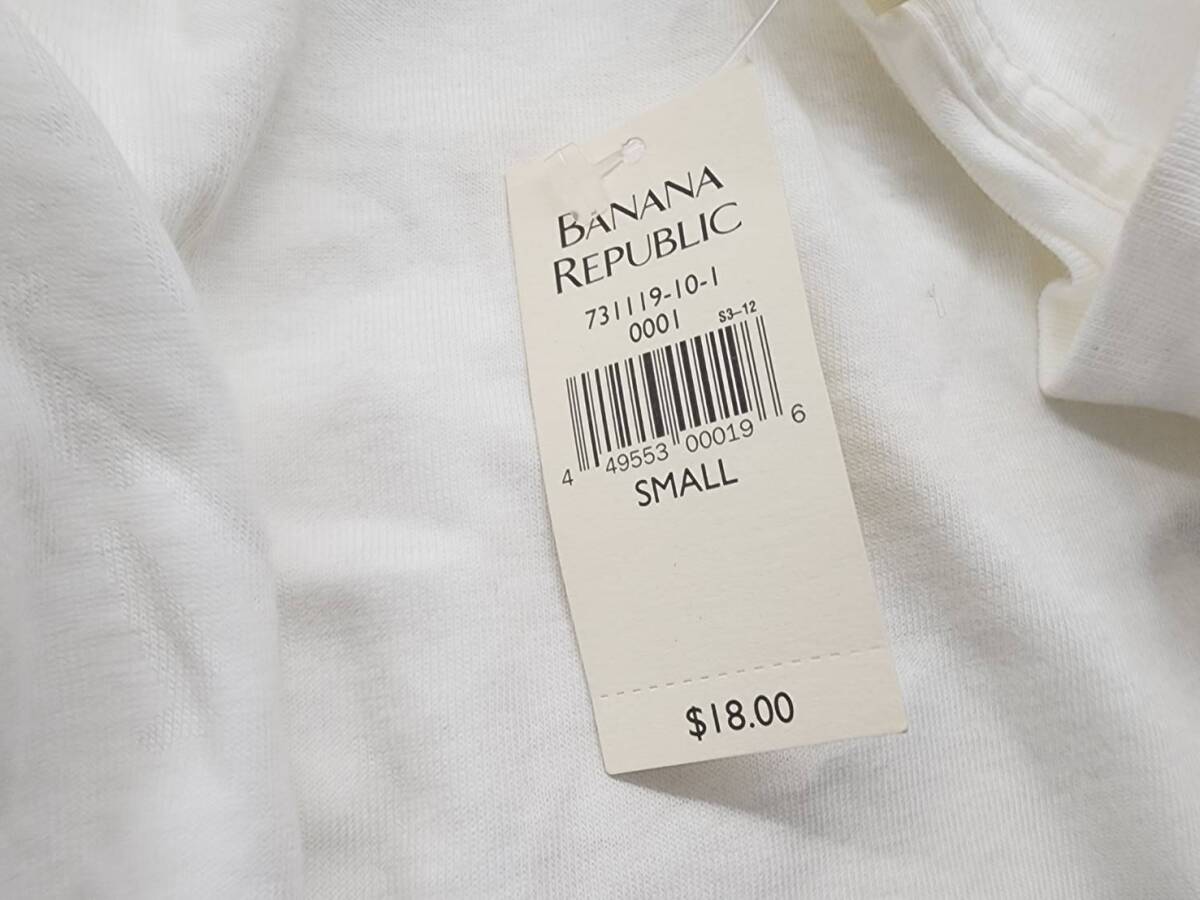 BANANA
REPUBLIC
731119-10-1
0001 S3-12
4 49553 00019 6
SMALL
$18.00